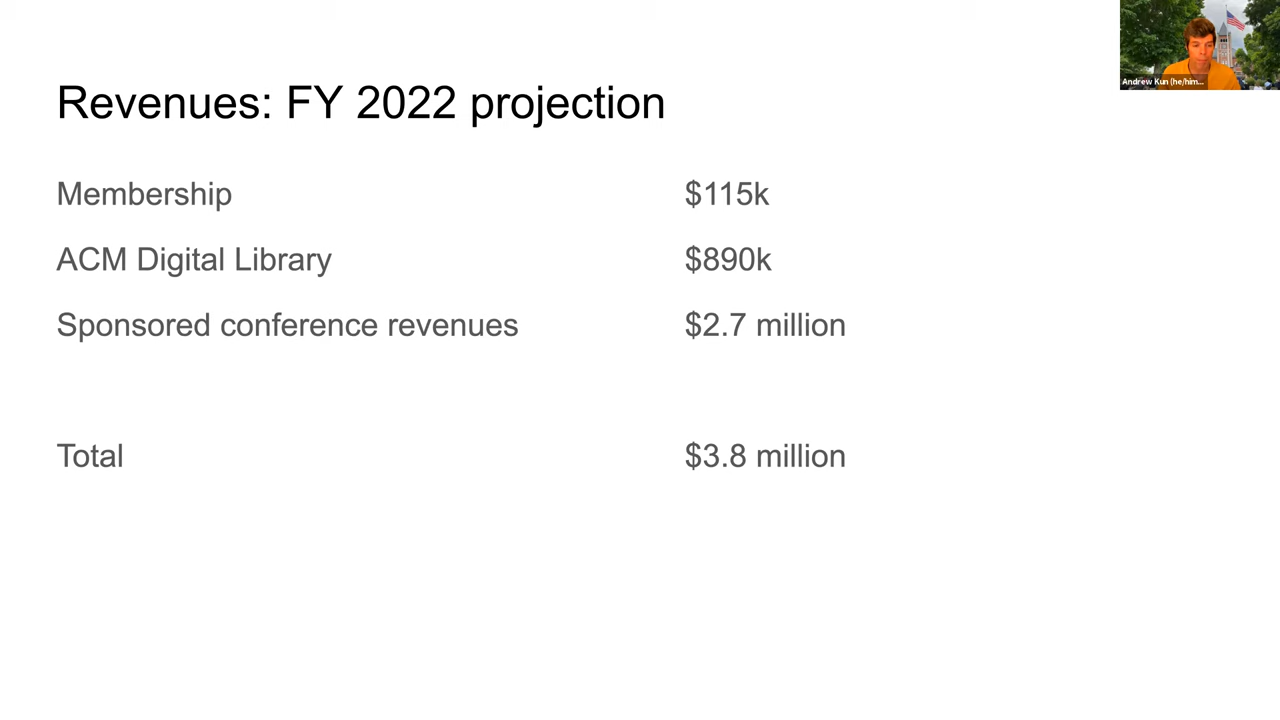 Revenues: FY 2022 projection
Membership $115k
ACM Digital Library $890k
Sponsored conference revenues $2.7 million
Total $3.8 million
Andrew Kun (he/him...